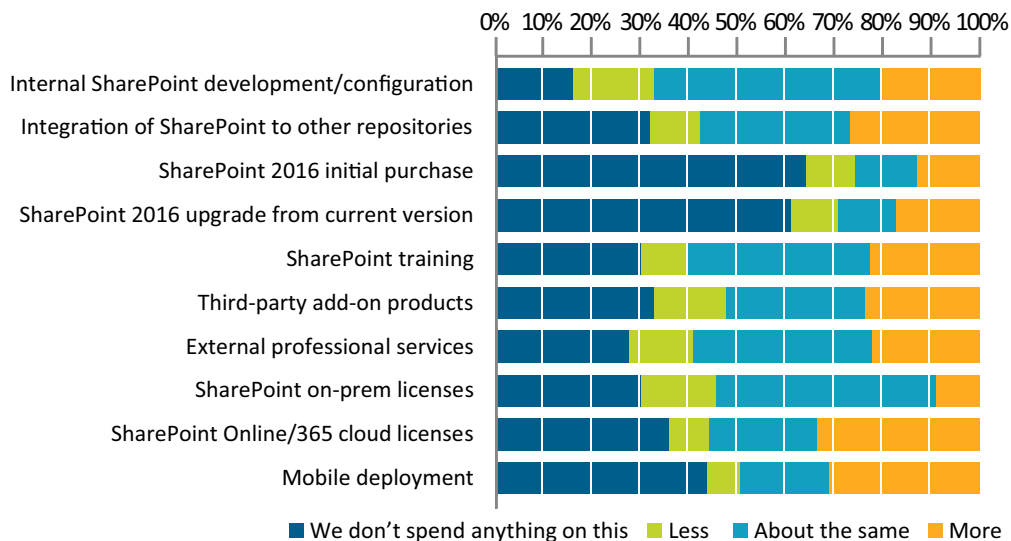 0% 10% 20% 30% 40% 50% 60% 70% 80% 90% 100%
Internal SharePoint development/configuration
Integration of SharePoint to other repositories
SharePoint 2016 initial purchase
SharePoint 2016 upgrade from current version
SharePoint training
Third-party add-on products
External professional services
SharePoint on-prem licenses
SharePoint Online/365 cloud licenses
Mobile deployment
We don’t spend anything on this Less About the same More